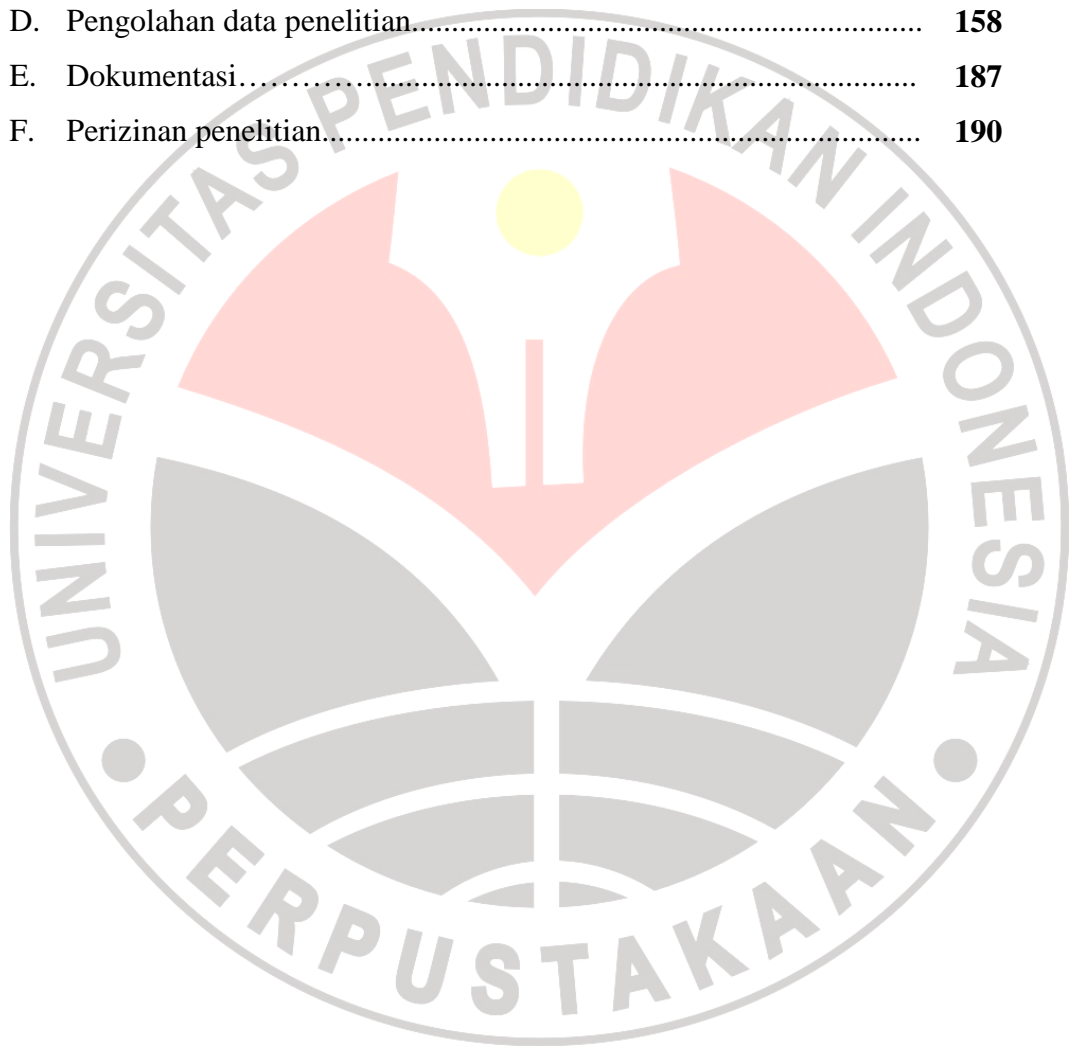 D. Pengolahan data penelitian................................................................ 158
E. Dokumentasi…………...................................................................... 187
F. Perizinan penelitian........................................................................... 190
UNIVERSITAS PENDIDIKAN INDONESIA
PERPUSTAKAAN